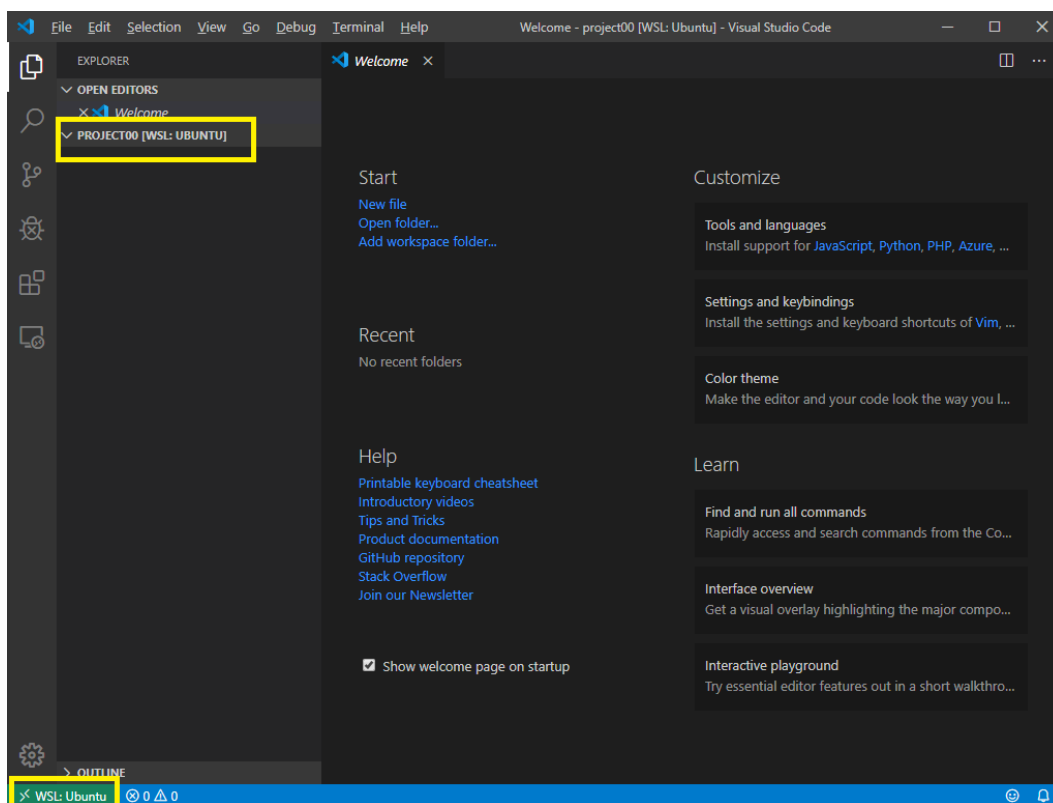 File Edit Selection View Go Debug Terminal Help Welcome - project00 [WSL: Ubuntu] - Visual Studio Code
EXPLORER
Welcome
OPEN EDITORS
Welcome
PROJECT00 [WSL: UBUNTU]
Start
New file
Open folder...
Add workspace folder...
Recent
No recent folders
Help
Printable keyboard cheatsheet
Introductory videos
Tips and Tricks
Product documentation
GitHub repository
Stack Overflow
Join our Newsletter
Show welcome page on startup
Customize
Tools and languages
Install support for JavaScript, Python, PHP, Azure, ...
Settings and keybindings
Install the settings and keyboard shortcuts of Vim, ...
Color theme
Make the editor and your code look the way you l...
Learn
Find and run all commands
Rapidly access and search commands from the Co...
Interface overview
Get a visual overlay highlighting the major compo...
Interactive playground
Try essential editor features out in a short walkthro...
OUTLINE
WSL: Ubuntu 0 0